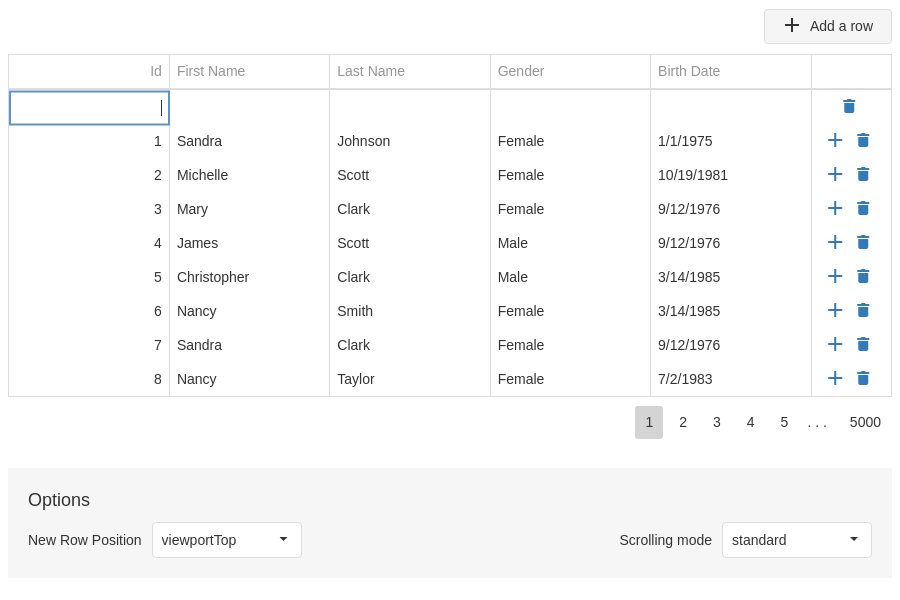 Add a row
Id First Name Last Name Gender Birth Date
1 Sandra Johnson Female 1/1/1975
2 Michelle Scott Female 10/19/1981
3 Mary Clark Female 9/12/1976
4 James Scott Male 9/12/1976
5 Christopher Clark Male 3/14/1985
6 Nancy Smith Female 3/14/1985
7 Sandra Clark Female 9/12/1976
8 Nancy Taylor Female 7/2/1983
1 2 3 4 5 . . . 5000
Options
New Row Position viewportTop Scrolling mode standard